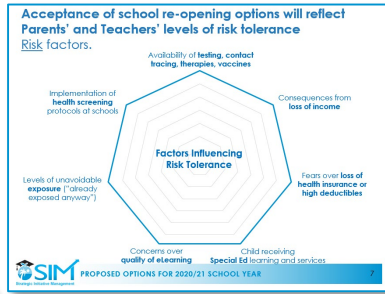 Acceptance of school re-opening options will reflect
Parents' and Teachers' levels of risk tolerance
Risk factors.
Availability of testing, contact
tracing, therapies, vaccines
Implementation of
health screening
protocols at schools
Consequences from
loss of income
Factors Influencing
Risk Tolerance
Levels of unavoidable
exposure ("already
exposed anyway")
Fears over loss of
health insurance or
high deductibles
Concerns over
quality of eLearning
Child receiving
Special Ed learning and services
SIM
Strategic Initiative Management
PROPOSED OPTIONS FOR 2020/21 SCHOOL YEAR
7